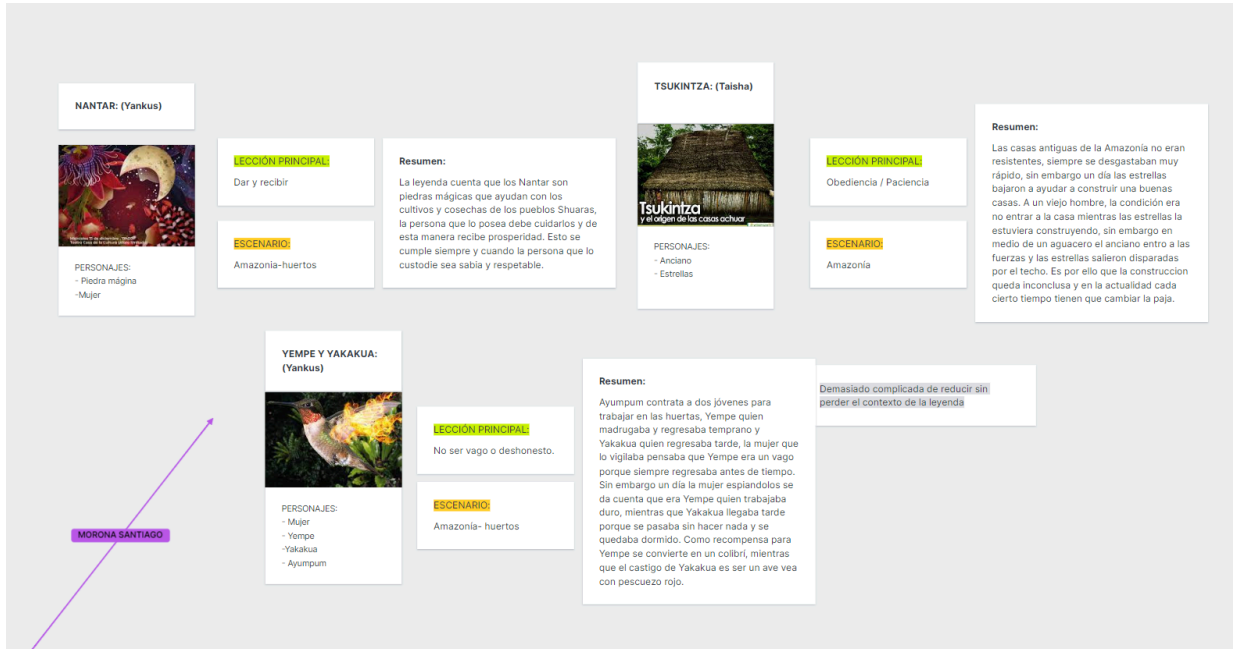 NANTAR: (Yankus)
PERSONAJES:
- Piedra mágina
-Mujer
LECCIÓN PRINCIPAL:
Dar y recibir
ESCENARIO:
Amazonia-huertos
Resumen:
La leyenda cuenta que los Nantar son
piedras mágicas que ayudan con los
cultivos y cosechas de los pueblos Shuaras,
la persona que lo posea debe cuidarlos y de
esta manera recibe prosperidad. Esto se
cumple siempre y cuando la persona que lo
custodie sea sabia y respetable.
TSUKINTZA: (Taisha)
Tsukintza
y el origen de las casas achuar
PERSONAJES:
- Anciano
- Estrellas
LECCIÓN PRINCIPAL:
Obediencia / Paciencia
ESCENARIO:
Amazonía
Resumen:
Las casas antiguas de la Amazonía no eran
resistentes, siempre se desgastaban muy
rápido, sin embargo un día las estrellas
bajaron a ayudar a construir una buenas
casas. A un viejo hombre, la condición era
no entrar a la casa mientras las estrellas la
estuviera construyendo, sin embargo en
medio de un aguacero el anciano entro a las
fuerzas y las estrellas salieron disparadas
por el techo. Es por ello que la construccion
queda inconclusa y en la actualidad cada
cierto tiempo tienen que cambiar la paja.
YEMPE Y YAKAKUA:
(Yankus)
PERSONAJES:
- Mujer
- Yempe
-Yakakua
- Ayumpum
LECCIÓN PRINCIPAL:
No ser vago o deshonesto.
ESCENARIO:
Amazonía- huertos
Resumen:
Ayumpum contrata a dos jóvenes para
trabajar en las huertas, Yempe quien
madrugaba y regresaba temprano y
Yakakua quien regresaba tarde, la mujer que
lo vigilaba pensaba que Yempe era un vago
porque siempre regresaba antes de tiempo.
Sin embargo un día la mujer espiandolos se
da cuenta que era Yempe quien trabajaba
duro, mientras que Yakakua llegaba tarde
porque se pasaba sin hacer nada y se
quedaba dormido. Como recompensa para
Yempe se convierte en un colibrí, mientras
que el castigo de Yakakua es ser un ave vea
con pescuezo rojo.
Demasiado complicada de reducir sin
perder el contexto de la leyenda
MORONA SANTIAGO